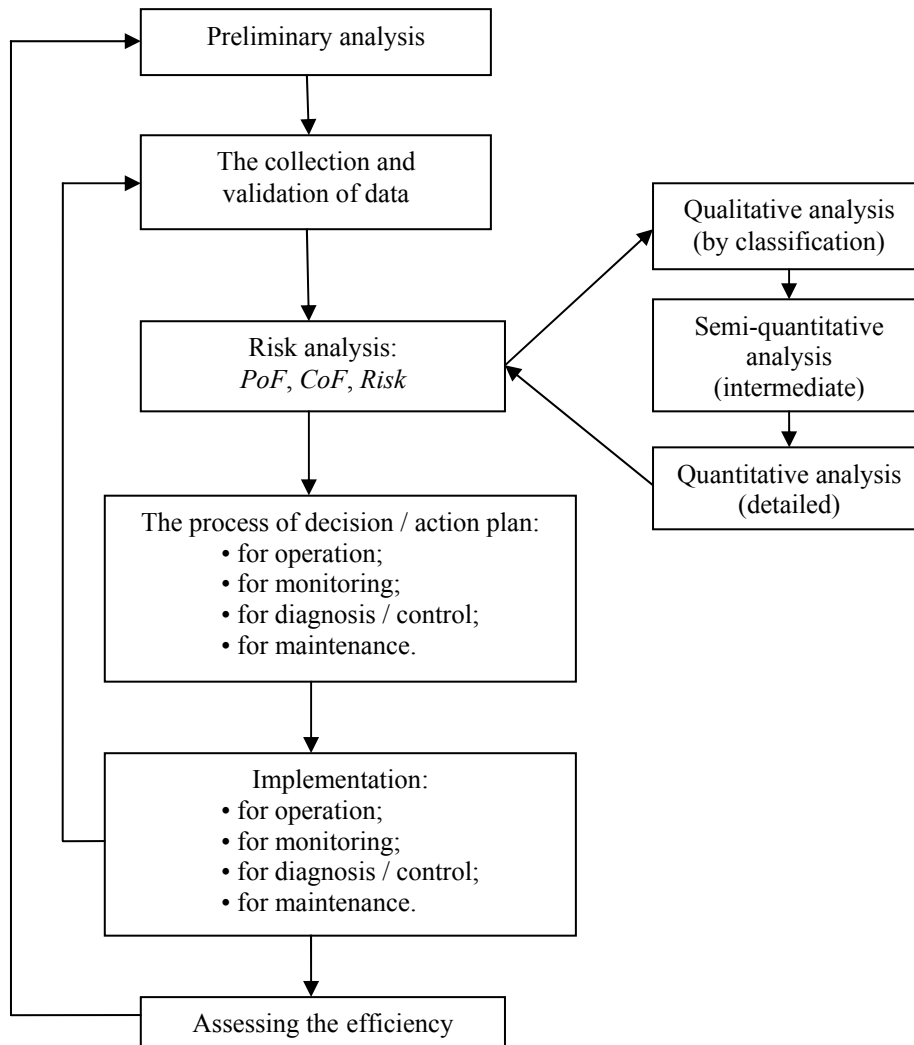 Preliminary analysis
The collection and
validation of data
Risk analysis:
PoF, CoF, Risk
Qualitative analysis
(by classification)
Semi-quantitative
analysis
(intermediate)
Quantitative analysis
(detailed)
The process of decision / action plan:
• for operation;
• for monitoring;
• for diagnosis / control;
• for maintenance.
Implementation:
• for operation;
• for monitoring;
• for diagnosis / control;
• for maintenance.
Assessing the efficiency